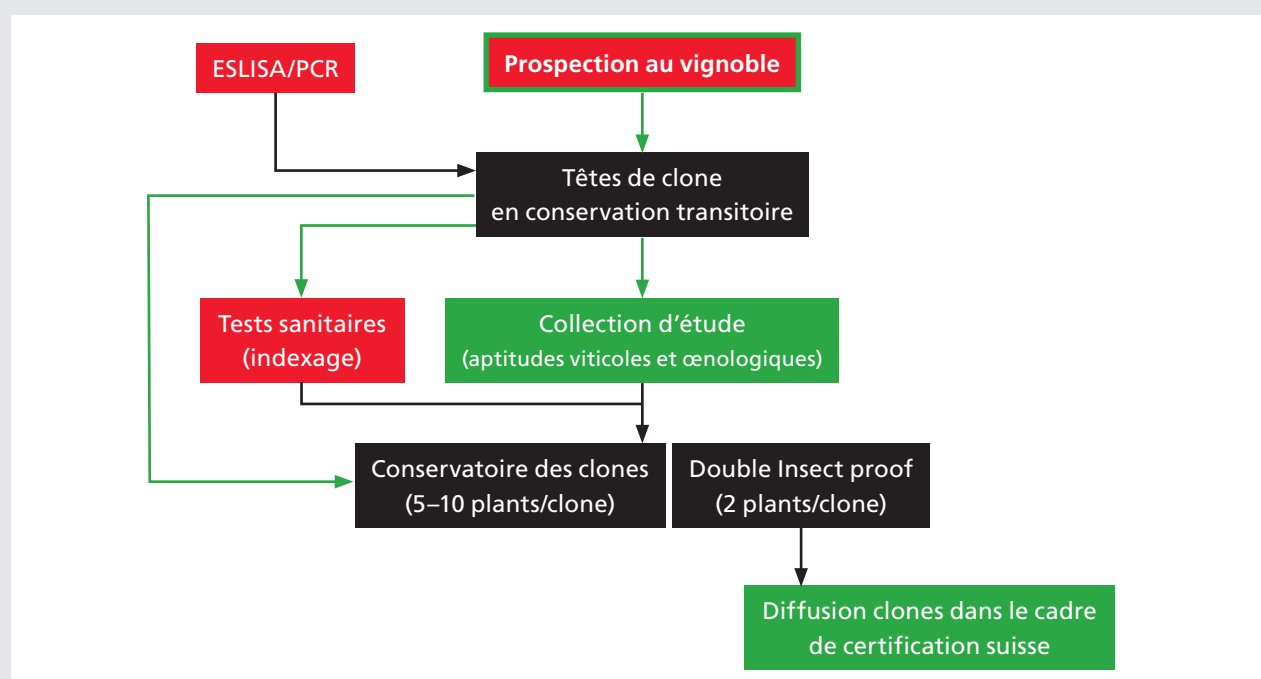 ESLISA/PCR
Prospection au vignoble
Têtes de clone
en conservation transitoire
Tests sanitaires
(indexage)
Collection d'étude
(aptitudes viticoles et œnologiques)
Conservatoire des clones
(5–10 plants/clone)
Double Insect proof
(2 plants/clone)
Diffusion clones dans le cadre
de certification suisse